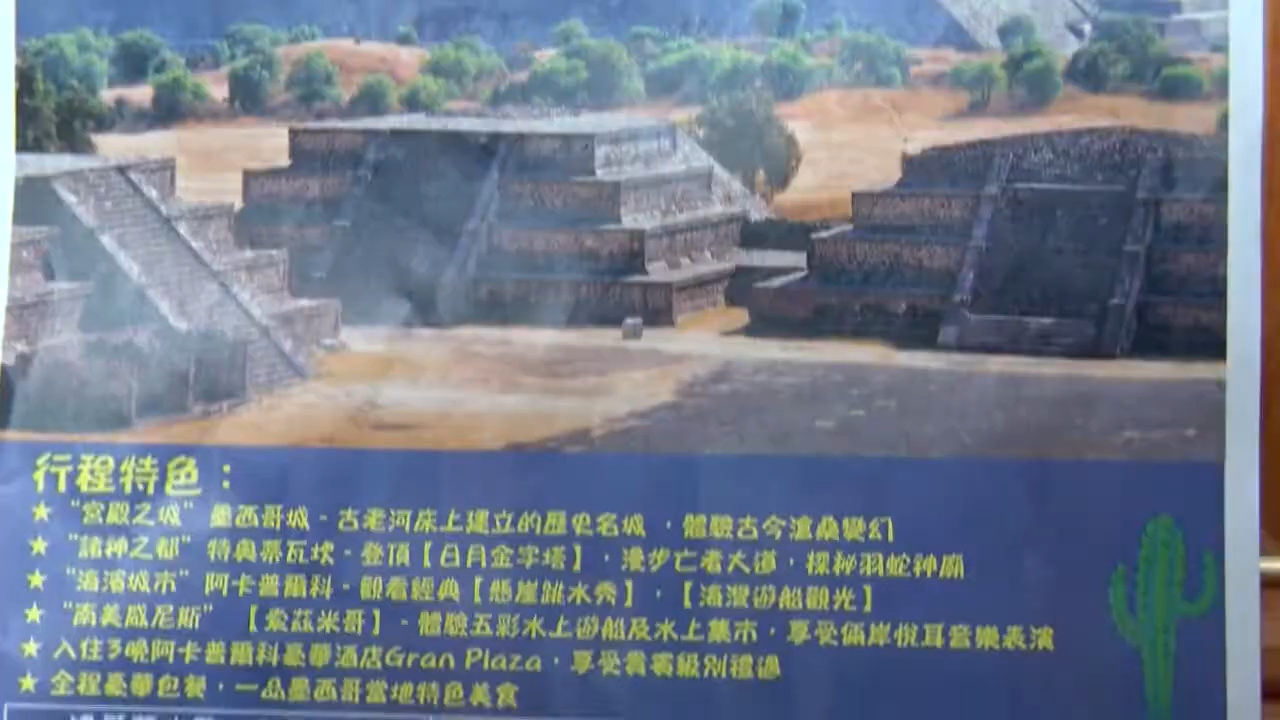 行程特色：
★ “宮殿之城” 墨西哥城 - 古老河床上建立的歷史名城 ，體驗古今滄桑變幻
★ “諸神之都” 特奧蒂瓦坎 - 登頂【日月金字塔】，漫步亡者大道，探秘羽蛇神廟
★ “海濱城市” 阿卡普爾科 - 觀看經典【懸崖跳水秀】，【海灣遊船觀光】
★ “南美威尼斯” 【索茲米哥】 - 體驗五彩水上遊船及水上集市，享受倆岸悅耳音樂表演
★ 入住3晚阿卡普爾科豪華酒店Gran Plaza，享受貴賓級別禮遇
★ 全程豪華包餐，一品墨西哥當地特色美食